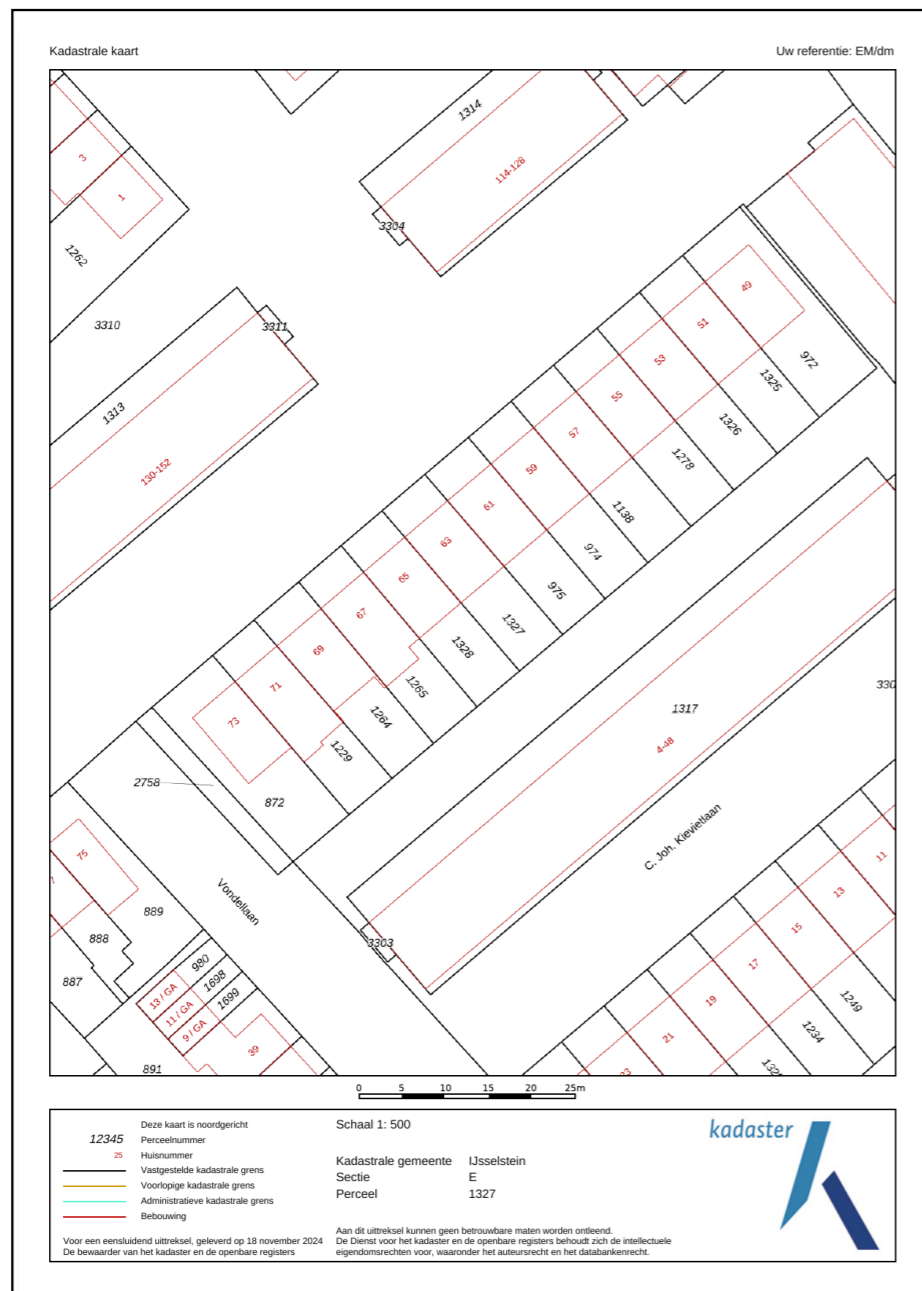 Kadastrale kaart
Uw referentie: EM/dm
1314
114-128
3
1
3304
1262
49
3310
3311
51
972
53
1325
1313
55
1326
57
130-152
59
1278
61
1138
63
974
65
975
67
1327
69
1328
71
1265
73
1264
1317
330
4-48
1229
2758
872
C. Joh. Kievietlaan
75
11
7
Vondellaan
13
889
15
888
3303
17
980
887
1698
19
13 / GA
1699
1249
11 / GA
21
1234
9 / GA
39
23
132
891
0 5 10 15 20 25m
Deze kaart is noordgericht
12345 Perceelnummer
25 Huisnummer
Vastgestelde kadastrale grens
Voorlopige kadastrale grens
Administratieve kadastrale grens
Bebouwing
Voor een eensluidend uittreksel, geleverd op 18 november 2024
De bewaarder van het kadaster en de openbare registers
Schaal 1: 500
Kadastrale gemeente IJsselstein
Sectie E
Perceel 1327
Aan dit uittreksel kunnen geen betrouwbare maten worden ontleend.
De Dienst voor het kadaster en de openbare registers behoudt zich de intellectuele
eigendomsrechten voor, waaronder het auteursrecht en het databankenrecht.
kadaster